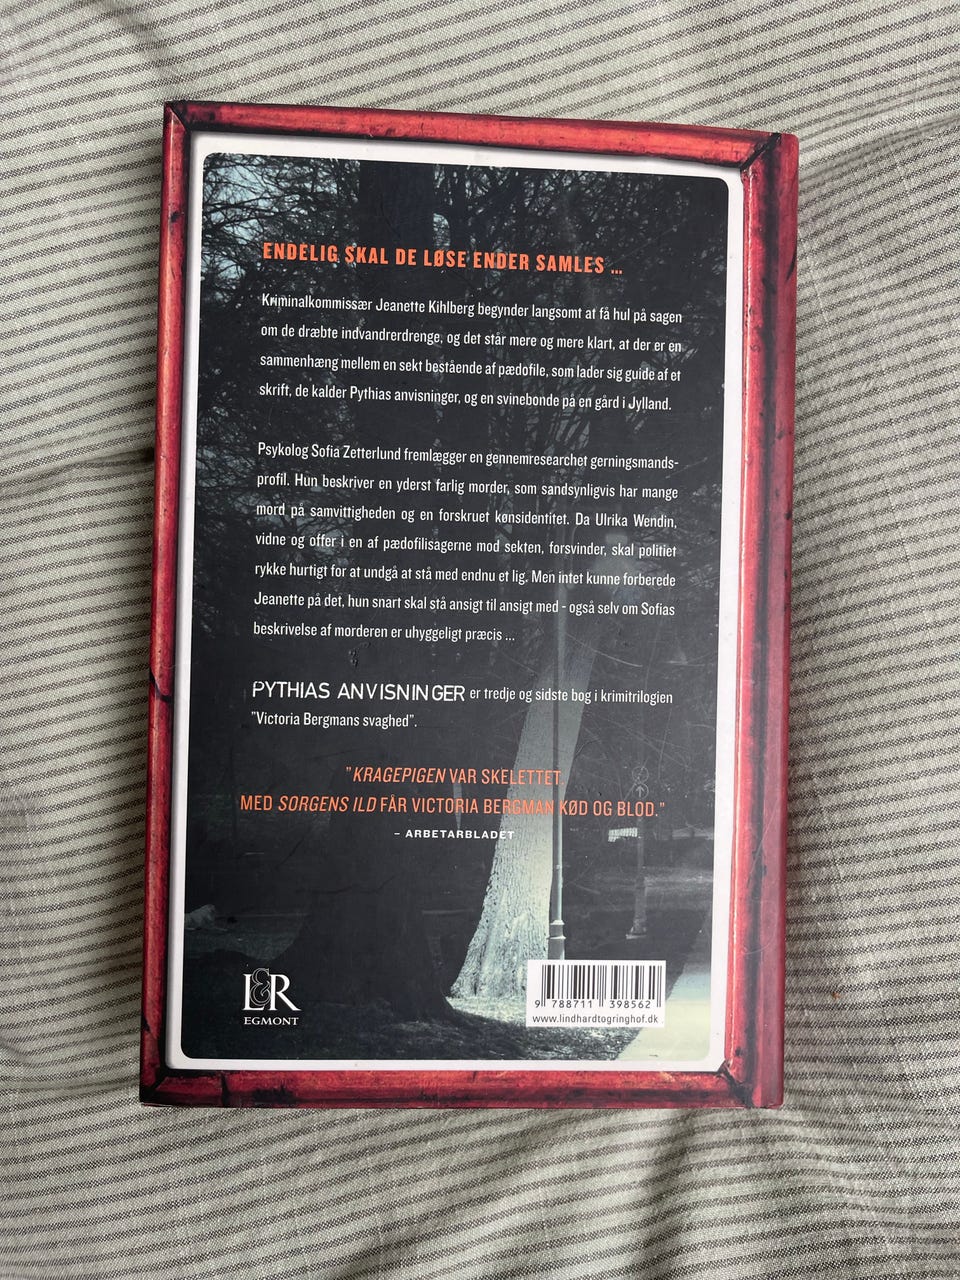 ENDELIG SKAL DE LØSE ENDER SAMLES ...
Kriminalkommissær Jeanette Kihlberg begynder langsomt at få hul på sagen
om de dræbte indvandrerdrenge, og det står mere og mere klart, at der er en
sammenhæng mellem en sekt bestående af pædofile, som lader sig guide af et
skrift, de kalder Pythias anvisninger, og en svinebonde på en gård i Jylland.
Psykolog Sofia Zetterlund fremlægger en gennemresearchet gerningsmands-
profil. Hun beskriver en yderst farlig morder, som sandsynligvis har mange
mord på samvittigheden og en forskruet kønsidentitet. Da Ulrika Wendin,
vidne og offer i en af pædofilisagerne mod sekten, forsvinder, skal politiet
rykke hurtigt for at undgå at stå med endnu et lig. Men intet kunne forberede
Jeanette på det, hun snart skal stå ansigt til ansigt med - også selv om Sofias
beskrivelse af morderen er uhyggeligt præcis ...
PYTHIAS ANVISNINGER er tredje og sidste bog i krimitrilogien
"Victoria Bergmans svaghed".
"KRAGEPIGEN VAR SKELETTET.
MED SORGENS ILD FÅR VICTORIA BERGMAN KØD OG BLOD."
– ARBETARBLADET
L&R
EGMONT
9 788711 398562
www.lindhardtogringhof.dk